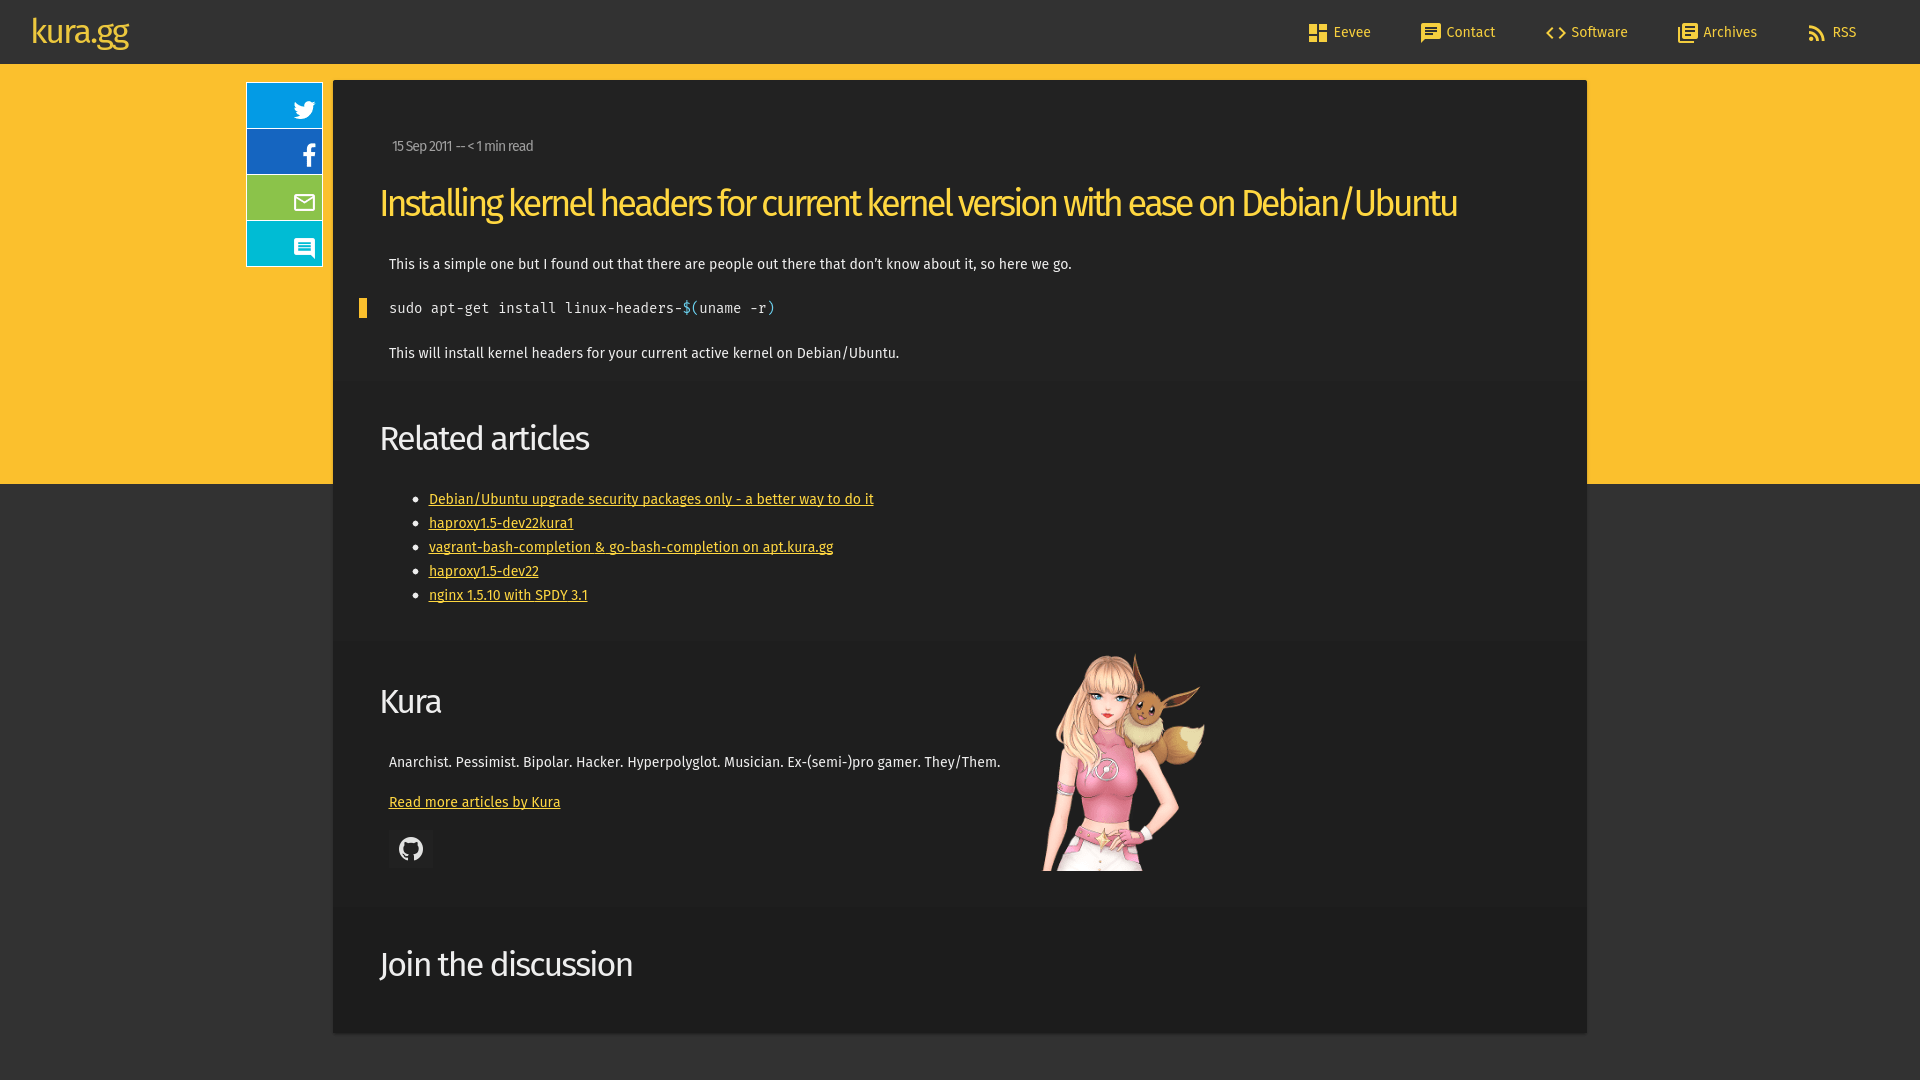 kura.gg
Eevee
Contact
Software
Archives
RSS
15 Sep 2011 -- < 1 min read
Installing kernel headers for current kernel version with ease on Debian/Ubuntu
This is a simple one but I found out that there are people out there that don’t know about it, so here we go.
sudo apt-get install linux-headers-$(uname -r)
This will install kernel headers for your current active kernel on Debian/Ubuntu.
Related articles
Debian/Ubuntu upgrade security packages only - a better way to do it
haproxy1.5-dev22kura1
vagrant-bash-completion & go-bash-completion on apt.kura.gg
haproxy1.5-dev22
nginx 1.5.10 with SPDY 3.1
Kura
Anarchist. Pessimist. Bipolar. Hacker. Hyperpolyglot. Musician. Ex-(semi-)pro gamer. They/Them.
Read more articles by Kura
Join the discussion